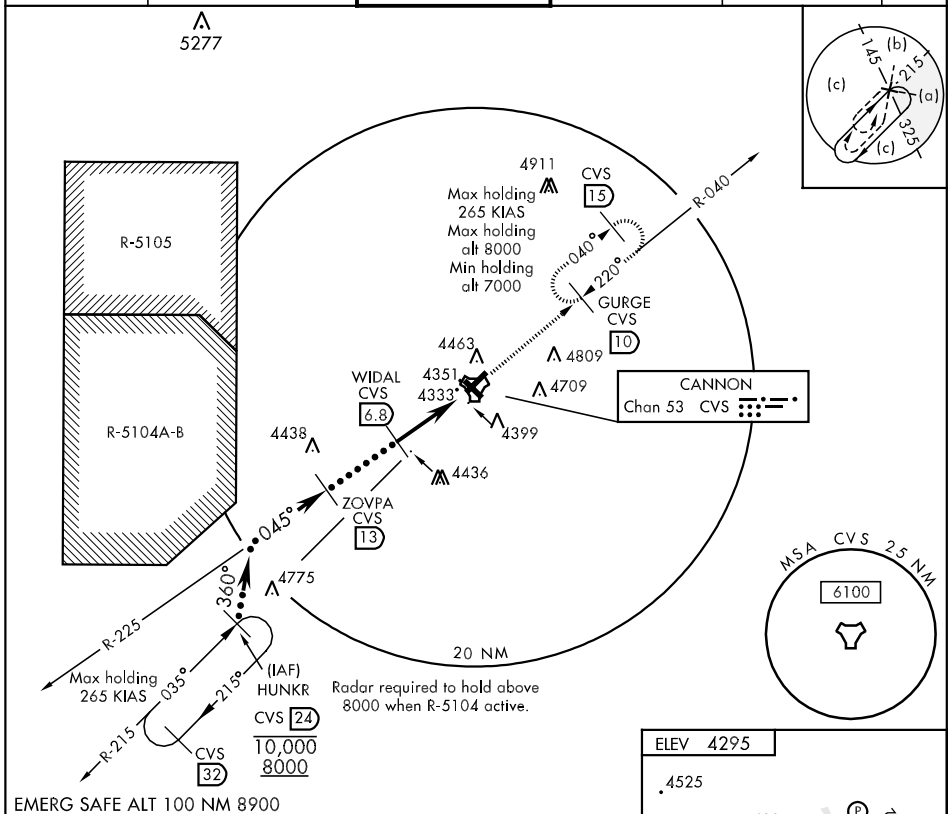 5277
145
(b)
215
(c)
(a)
325
(c)
R-5105
4911
CVS
15
Max holding
265 KIAS
Max holding
alt 8000
Min holding
alt 7000
040°
220°
R-040
GURGE
CVS
10
R-5104A-B
4463
4809
4351
4333
4709
WIDAL
CVS
6.8
CANNON
Chan 53 CVS
4399
4438
4436
ZOVPA
CVS
13
045°
360°
4775
MSA CVS 25 NM
6100
R-225
20 NM
Max holding
265 KIAS
035°
215°
(IAF)
HUNKR
CVS 24
10,000
8000
Radar required to hold above
8000 when R-5104 active.
R-215
CVS
32
ELEV 4295
4525
P
EMERG SAFE ALT 100 NM 8900